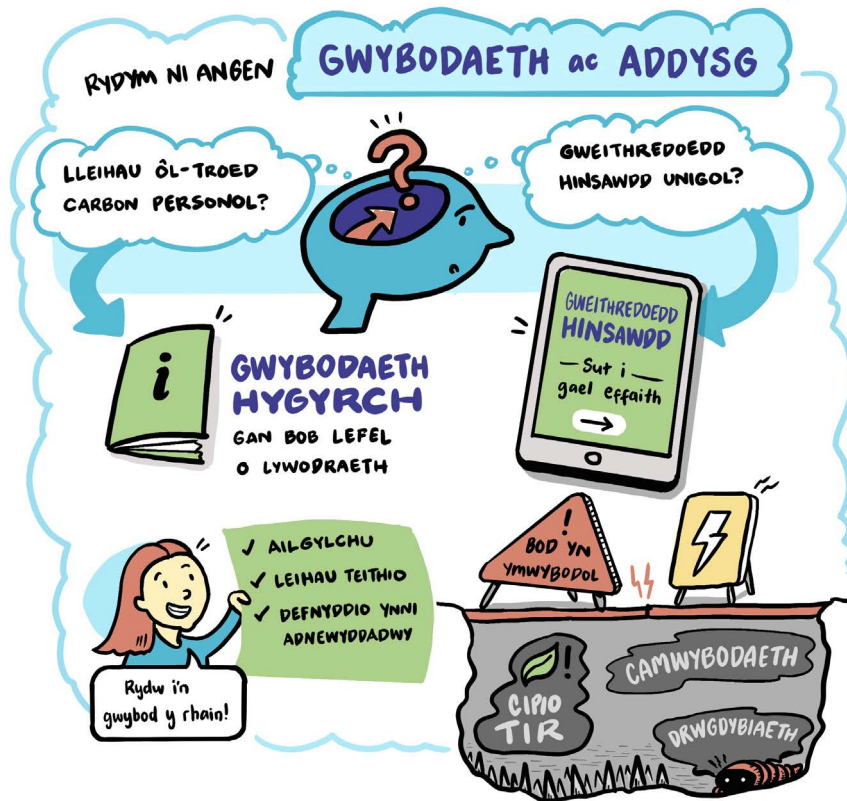 RYDYM NI ANGEN
GWYBODAETH ac ADDYSG
LLEIHAU ÔL-TROED
CARBON PERSONOL?
GWEITHREDOEDD
HINSAWDD UNIGOL?
?
i
GWYBODAETH
HYGYRCH
GAN BOB LEFEL
O LYWODRAETH
GWEITHREDOEDD
HINSAWDD
— Sut i —
gael effaith
✓ AILGYLCHU
✓ LEIHAU TEITHIO
✓ DEFNYDDIO YNNI
ADNEWYDDADWY
Rydw i'n
gwybod y rhain!
!
BOD YN
YMWYBODOL
!
CIPIO
TIR
CAMWYBODAETH
DRWGDYBIAETH